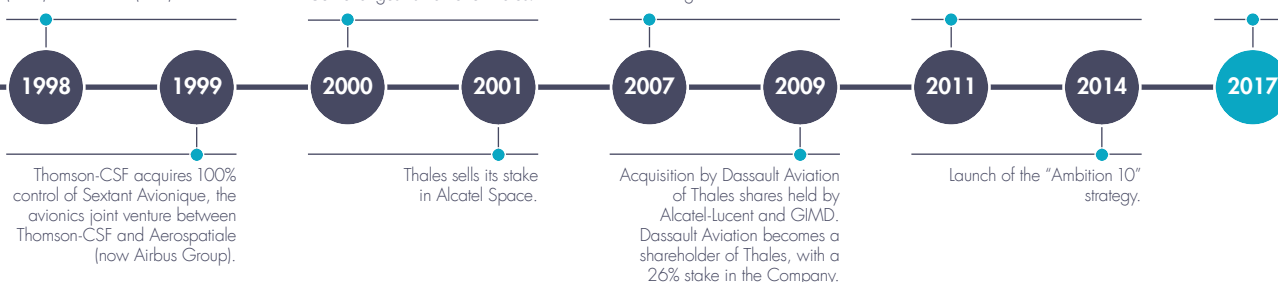 1998
1999
2000
2001
2007
2009
2011
2014
2017
Thomson-CSF acquires 100%
control of Sextant Avionique, the
avionics joint venture between
Thomson-CSF and Aerospatiale
(now Airbus Group).
Thales sells its stake
in Alcatel Space.
Acquisition by Dassault Aviation
of Thales shares held by
Alcatel-Lucent and GIMD.
Dassault Aviation becomes a
shareholder of Thales, with a
26% stake in the Company.
Launch of the “Ambition 10”
strategy.